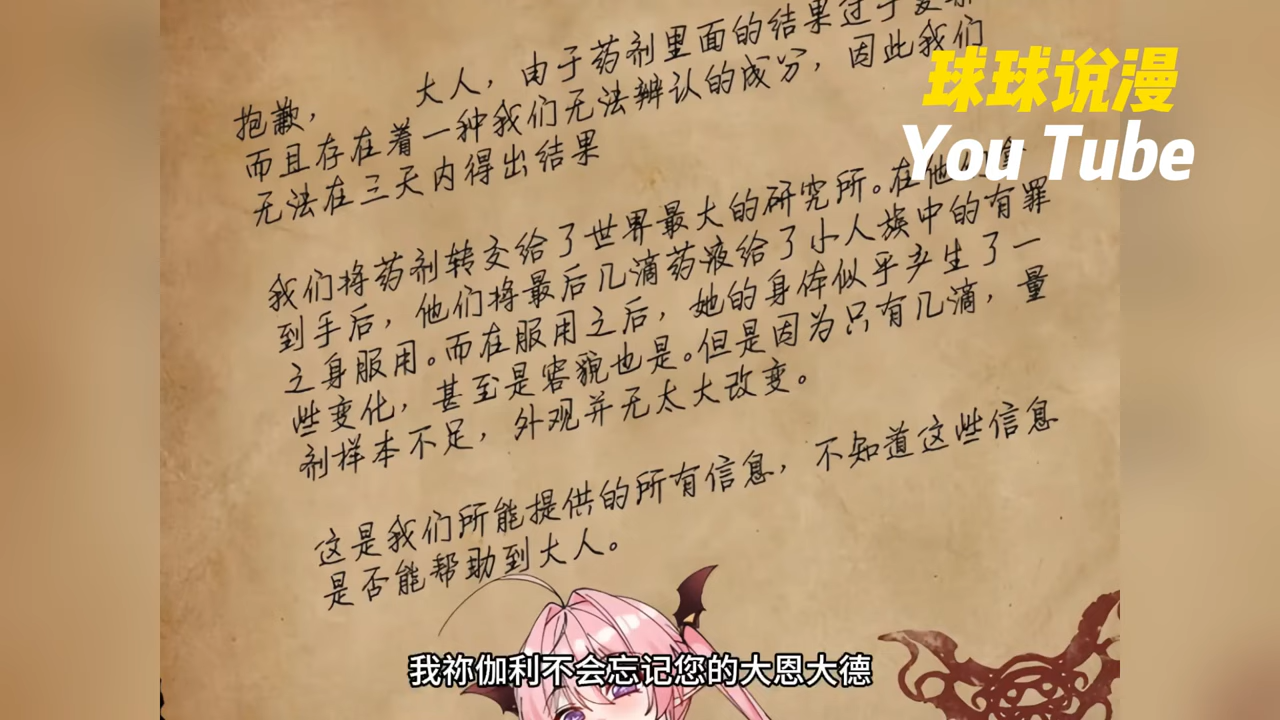 抱歉，　　大人，由于药剂里面的结果过于复杂
而且存在着一种我们无法辨认的成分，因此我们
无法在三天内得出结果
我们将药剂转交给了世界最大的研究所。在他们
到手后，他们将最后几滴药液给了小人族中的有罪
之身服用。而在服用之后，她的身体似乎产生了一
些变化，甚至是容貌也是。但是因为只有几滴，量
剂样本不足，外观并无太大改变。
这是我们所能提供的所有信息，不知道这些信息
是否能帮助到大人。
球球说漫
You Tube
我祢伽利不会忘记您的大恩大德